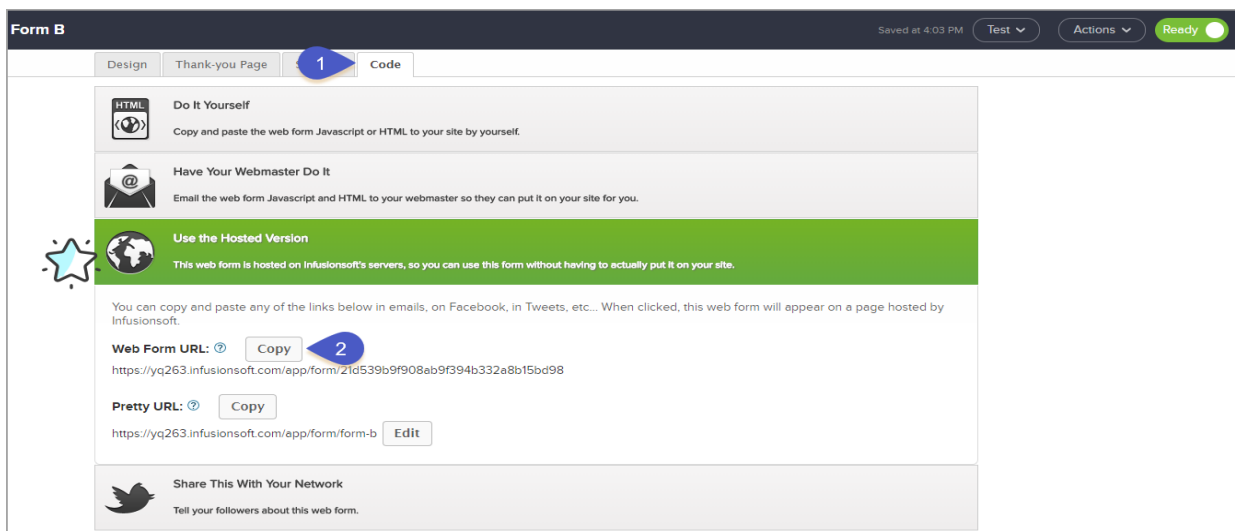 Form B
Saved at 4:03 PM
Test
Actions
Ready
Design
Thank-you Page
1
Code
HTML
Do It Yourself
Copy and paste the web form Javascript or HTML to your site by yourself.
@
Have Your Webmaster Do It
Email the web form Javascript and HTML to your webmaster so they can put it on your site for you.
Use the Hosted Version
This web form is hosted on Infusionsoft's servers, so you can use this form without having to actually put it on your site.
You can copy and paste any of the links below in emails, on Facebook, in Tweets, etc... When clicked, this web form will appear on a page hosted by
Infusionsoft.
Web Form URL: ? Copy 2
https://yq263.infusionsoft.com/app/form/21d539b9f908ab9f394b332a8b15bd98
Pretty URL: ? Copy
https://yq263.infusionsoft.com/app/form/form-b Edit
Share This With Your Network
Tell your followers about this web form.